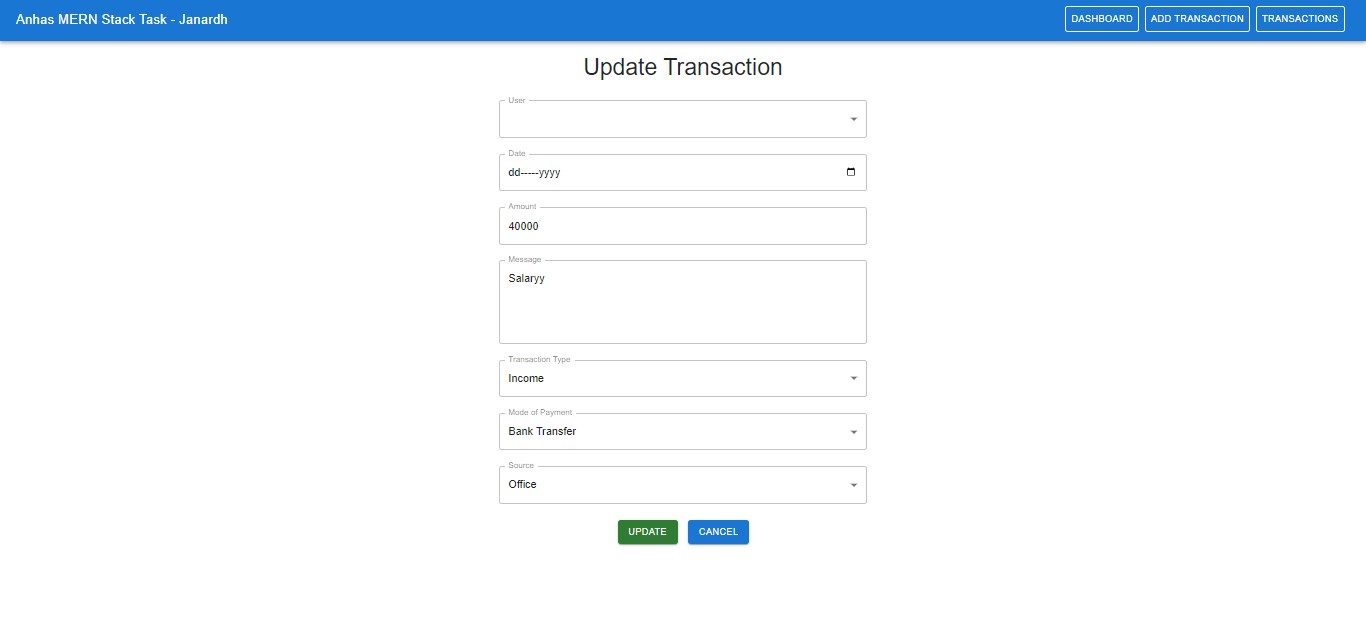 Anhas MERN Stack Task - Janardh
DASHBOARD
ADD TRANSACTION
TRANSACTIONS
Update Transaction
User
Date
dd-----yyyy
Amount
40000
Message
Salaryy
Transaction Type
Income
Mode of Payment
Bank Transfer
Source
Office
UPDATE
CANCEL